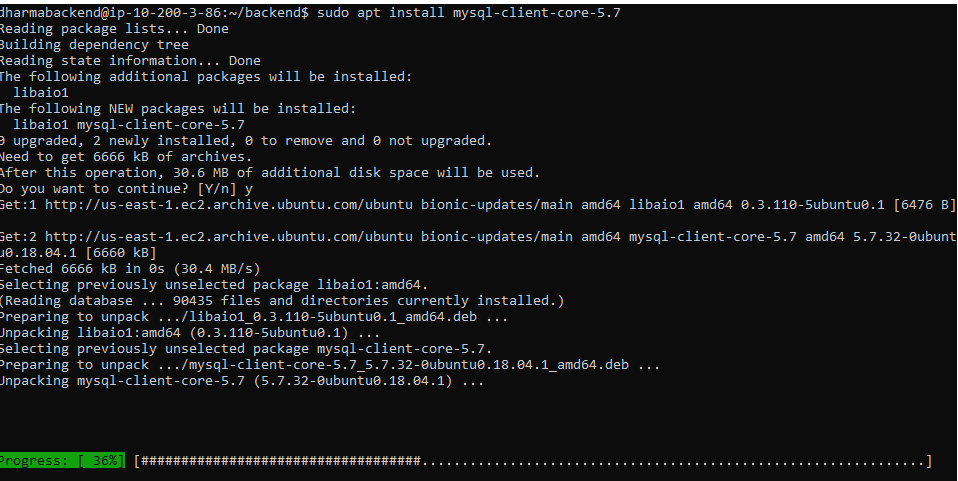 dharmabackend@ip-10-200-3-86:~/backend$ sudo apt install mysql-client-core-5.7
Reading package lists... Done
Building dependency tree
Reading state information... Done
The following additional packages will be installed:
  libaio1
The following NEW packages will be installed:
  libaio1 mysql-client-core-5.7
0 upgraded, 2 newly installed, 0 to remove and 0 not upgraded.
Need to get 6666 kB of archives.
After this operation, 30.6 MB of additional disk space will be used.
Do you want to continue? [Y/n] y
Get:1 http://us-east-1.ec2.archive.ubuntu.com/ubuntu bionic-updates/main amd64 libaio1 amd64 0.3.110-5ubuntu0.1 [6476 B]
Get:2 http://us-east-1.ec2.archive.ubuntu.com/ubuntu bionic-updates/main amd64 mysql-client-core-5.7 amd64 5.7.32-0ubunt
u0.18.04.1 [6660 kB]
Fetched 6666 kB in 0s (30.4 MB/s)
Selecting previously unselected package libaio1:amd64.
(Reading database ... 90435 files and directories currently installed.)
Preparing to unpack .../libaio1_0.3.110-5ubuntu0.1_amd64.deb ...
Unpacking libaio1:amd64 (0.3.110-5ubuntu0.1) ...
Selecting previously unselected package mysql-client-core-5.7.
Preparing to unpack .../mysql-client-core-5.7_5.7.32-0ubuntu0.18.04.1_amd64.deb ...
Unpacking mysql-client-core-5.7 (5.7.32-0ubuntu0.18.04.1) ...
Progress: [ 36%] [###################################...............................................................]